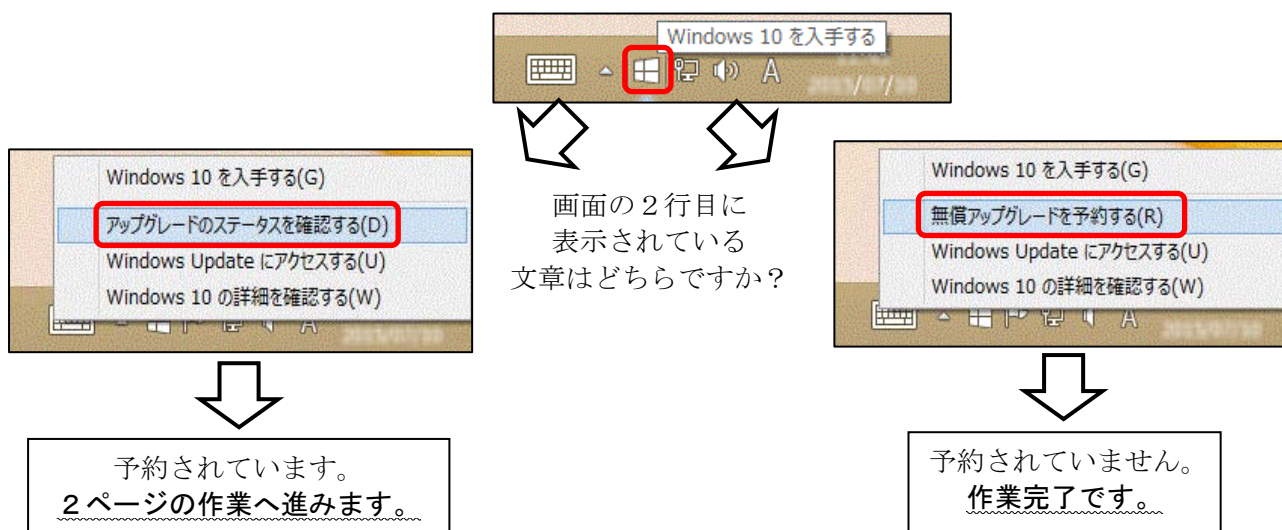 Windows 10 を入手する
A
画面の２行目に
表示されている
文章はどちらですか？
Windows 10 を入手する(G)
アップグレードのステータスを確認する(D)
Windows Update にアクセスする(U)
Windows 10 の詳細を確認する(W)
A
予約されています。
２ページの作業へ進みます。
Windows 10 を入手する(G)
無償アップグレードを予約する(R)
Windows Update にアクセスする(U)
Windows 10 の詳細を確認する(W)
A
予約されていません。
作業完了です。